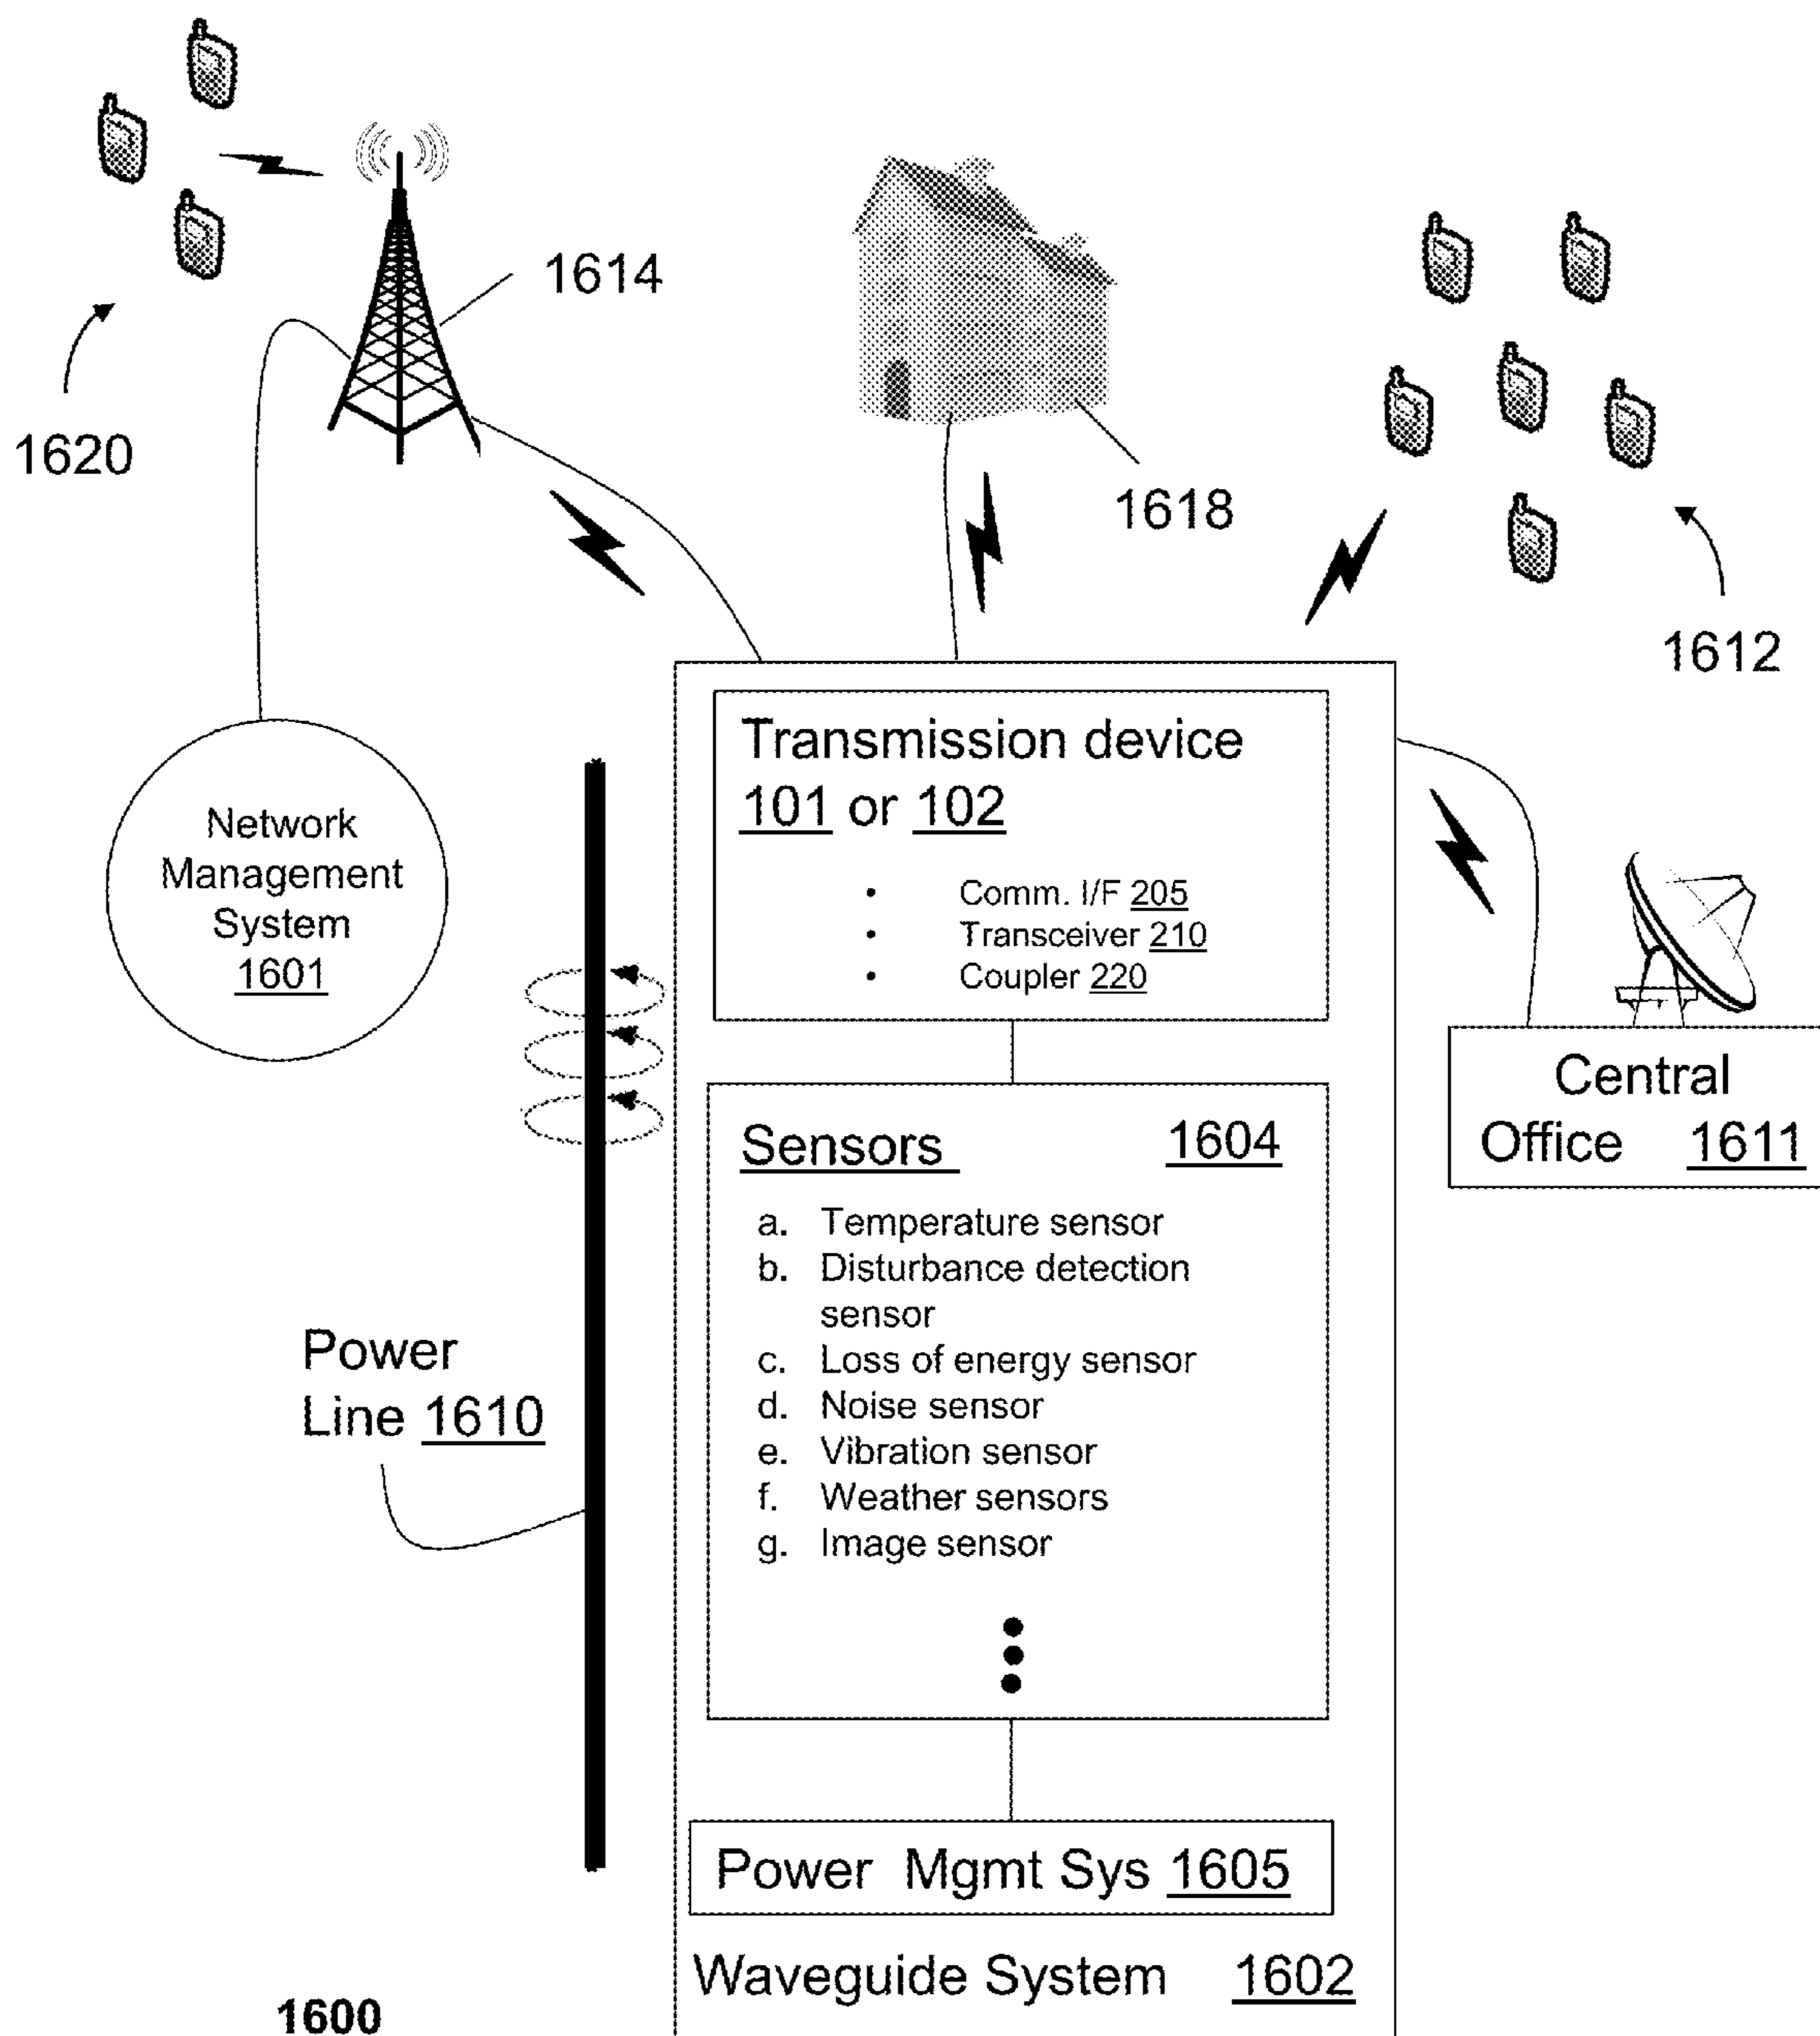 1614
1620
1618
1612
Network
Management
System
1601
Transmission device
101 or 102
• Comm. I/F 205
• Transceiver 210
• Coupler 220
Central
Office 1611
Sensors 1604
a. Temperature sensor
b. Disturbance detection
sensor
c. Loss of energy sensor
d. Noise sensor
e. Vibration sensor
f. Weather sensors
g. Image sensor
Power
Line 1610
Power Mgmt Sys 1605
Waveguide System 1602
1600